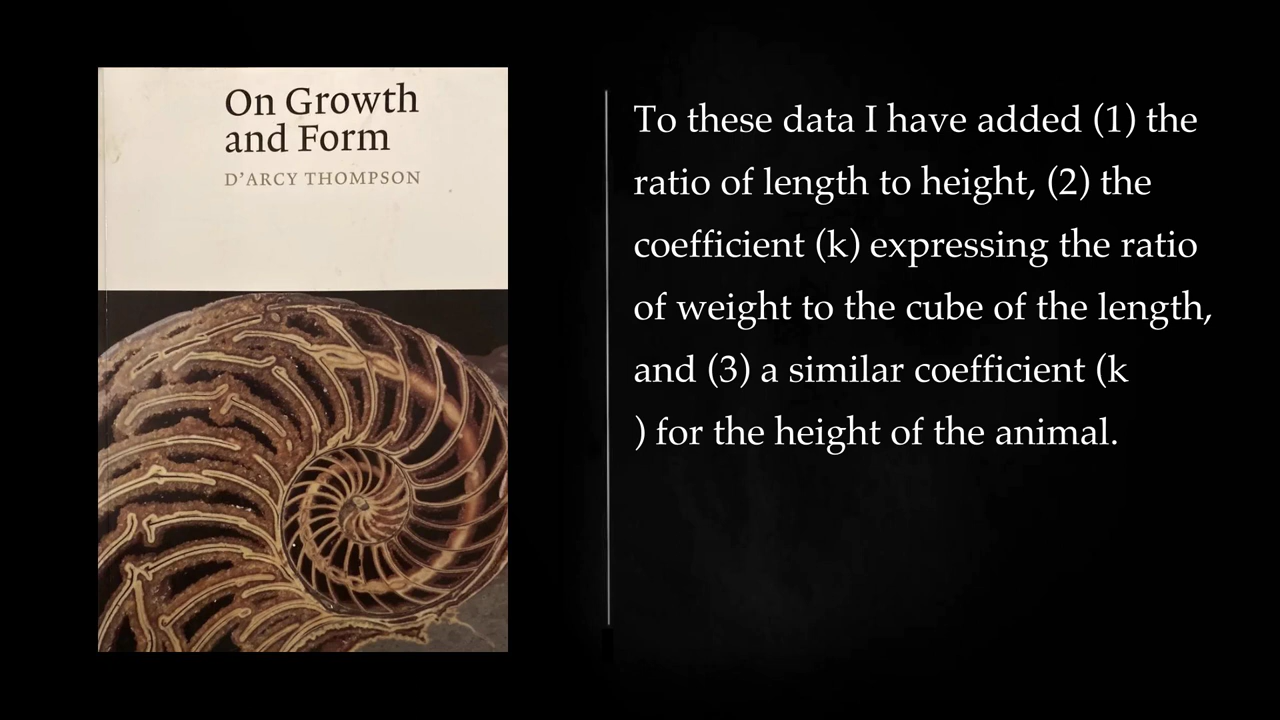 On Growth
and Form
D'ARCY THOMPSON
To these data I have added (1) the
ratio of length to height, (2) the
coefficient (k) expressing the ratio
of weight to the cube of the length,
and (3) a similar coefficient (k
) for the height of the animal.